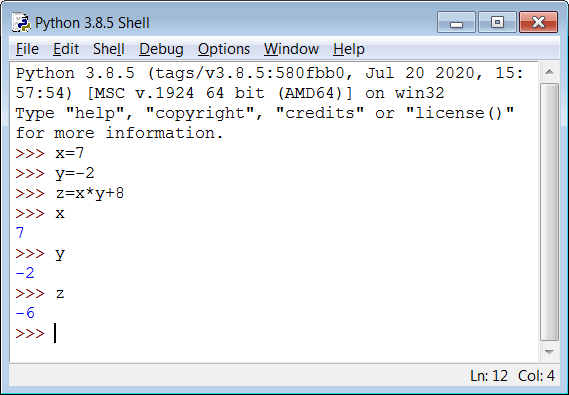 Python 3.8.5 Shell
File Edit Shell Debug Options Window Help
Python 3.8.5 (tags/v3.8.5:580fbb0, Jul 20 2020, 15:
57:54) [MSC v.1924 64 bit (AMD64)] on win32
Type "help", "copyright", "credits" or "license()"
for more information.
>>> x=7
>>> y=-2
>>> z=x*y+8
>>> x
7
>>> y
-2
>>> z
-6
>>>
Ln: 12 Col: 4